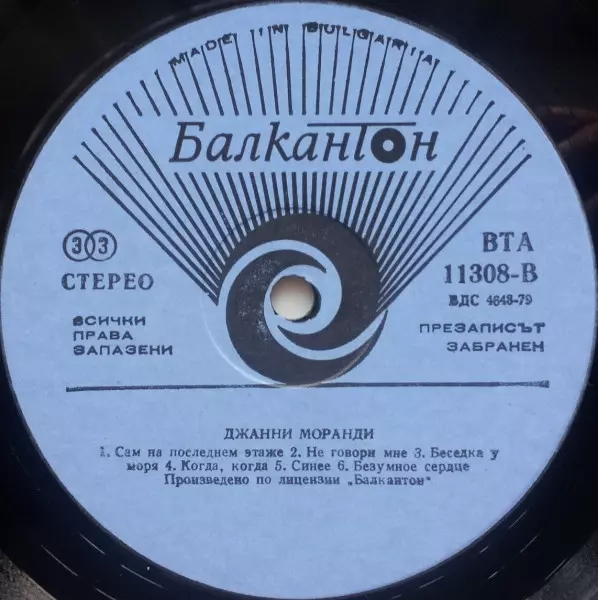 MADE IN BULGARIA
Балкантон
33
СТЕРЕО
ВСИЧКИ
ПРАВА
ЗАПАЗЕНИ
ВТА
11308-В
ВДС 4643-79
ПРЕЗАПИСЪТ
ЗАБРАНЕН
ДЖАННИ МОРАНДИ
1. Сам на последнем этаже 2. Не говори мне 3. Беседка у
моря 4. Когда, когда 5. Синее 6. Безумное сердце
Произведено по лицензии „Балкантон"